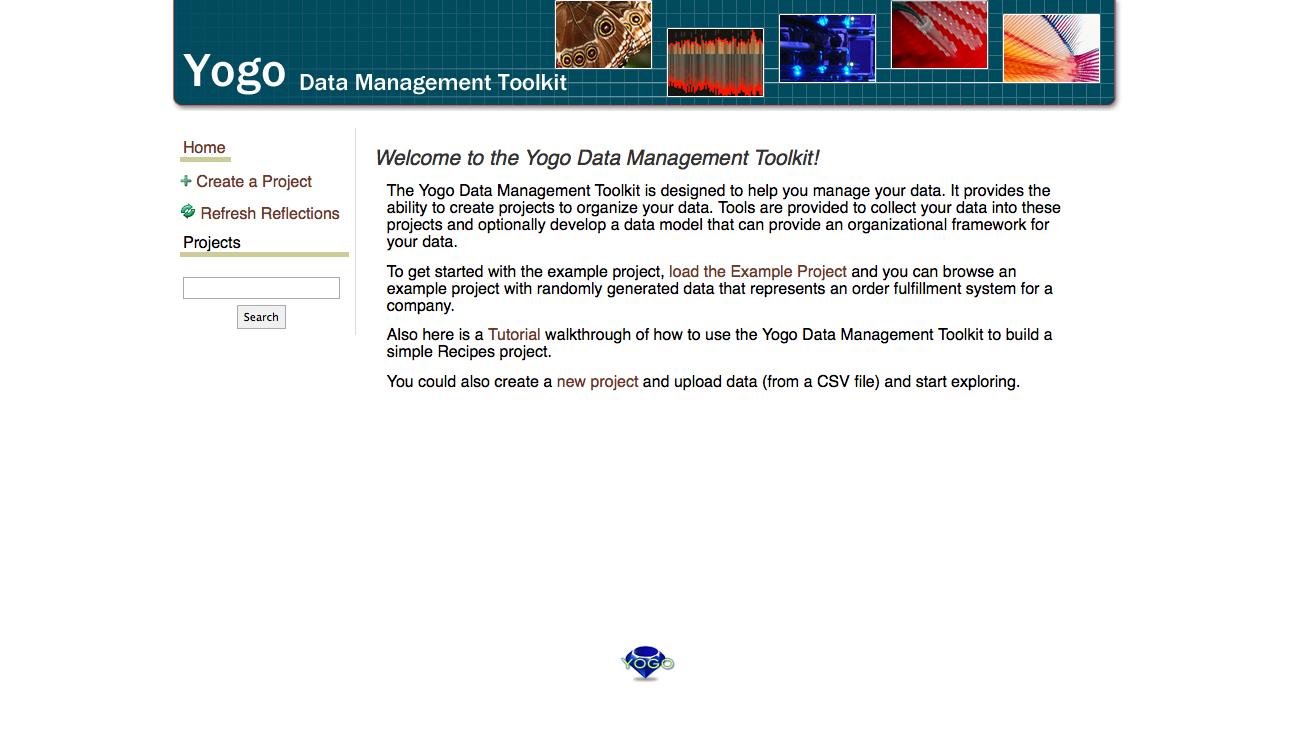 Yogo Data Management Toolkit
Home
Create a Project
Refresh Reflections
Projects
Search
Welcome to the Yogo Data Management Toolkit!
The Yogo Data Management Toolkit is designed to help you manage your data. It provides the
ability to create projects to organize your data. Tools are provided to collect your data into these
projects and optionally develop a data model that can provide an organizational framework for
your data.
To get started with the example project, load the Example Project and you can browse an
example project with randomly generated data that represents an order fulfillment system for a
company.
Also here is a Tutorial walkthrough of how to use the Yogo Data Management Toolkit to build a
simple Recipes project.
You could also create a new project and upload data (from a CSV file) and start exploring.
YOGO